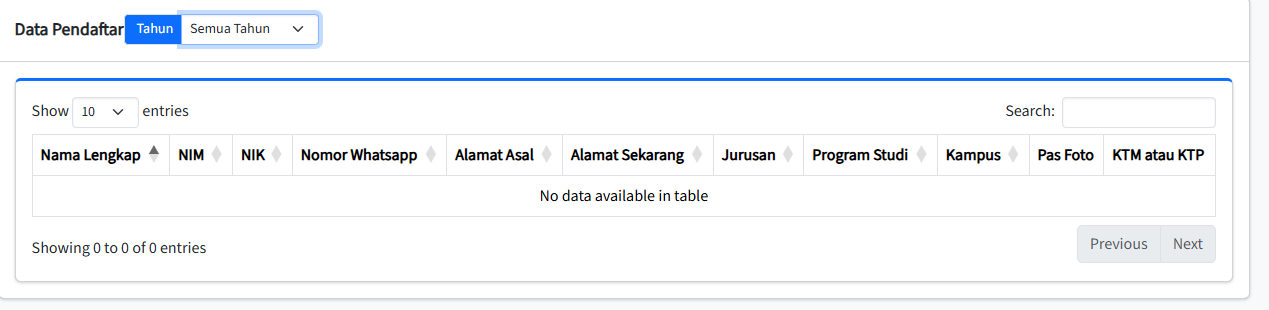 Data Pendaftar Tahun Semua Tahun
Show 10 entries Search:
Nama Lengkap NIM NIK Nomor Whatsapp Alamat Asal Alamat Sekarang Jurusan Program Studi Kampus Pas Foto KTM atau KTP
No data available in table
Showing 0 to 0 of 0 entries Previous Next